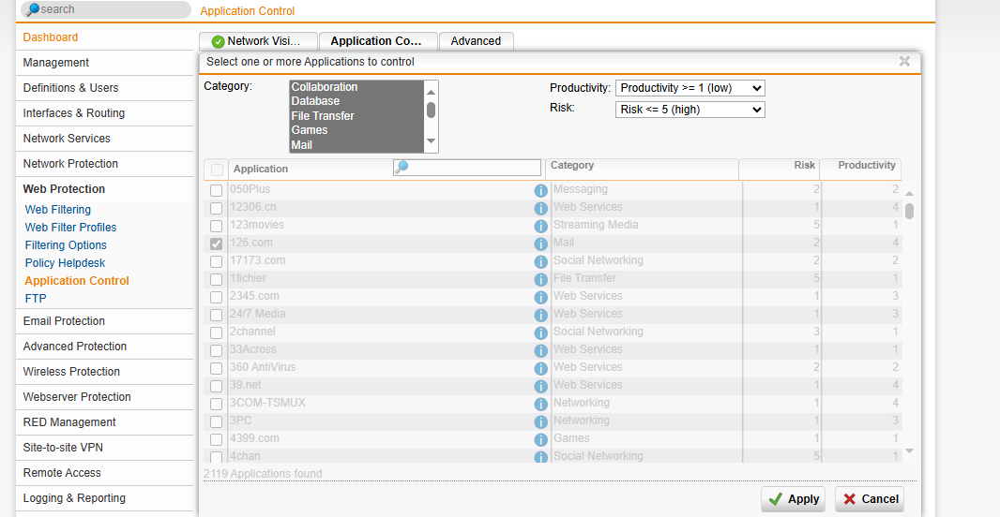 search
Application Control
Dashboard
Management
Definitions & Users
Interfaces & Routing
Network Services
Network Protection
Web Protection
Web Filtering
Web Filter Profiles
Filtering Options
Policy Helpdesk
Application Control
FTP
Email Protection
Advanced Protection
Wireless Protection
Webserver Protection
RED Management
Site-to-site VPN
Remote Access
Logging & Reporting
Network Visi... Application Co... Advanced
Select one or more Applications to control
Category:
Collaboration
Database
File Transfer
Games
Mail
Productivity: Productivity >= 1 (low)
Risk: Risk <= 5 (high)
Application Category Risk Productivity
050Plus Messaging 2 2
12306.cn Web Services 1 4
123movies Streaming Media 5 1
126.com Mail 2 4
17173.com Social Networking 2 2
1fichier File Transfer 5 1
2345.com Web Services 1 3
24/7 Media Web Services 1 3
2channel Social Networking 3 1
33Across Web Services 1 1
360 AntiVirus Web Services 2 2
39.net Web Services 1 4
3COM-TSMUX Networking 1 4
3PC Networking 1 3
4399.com Games 1 1
4chan Social Networking 5 1
2119 Applications found
Apply Cancel